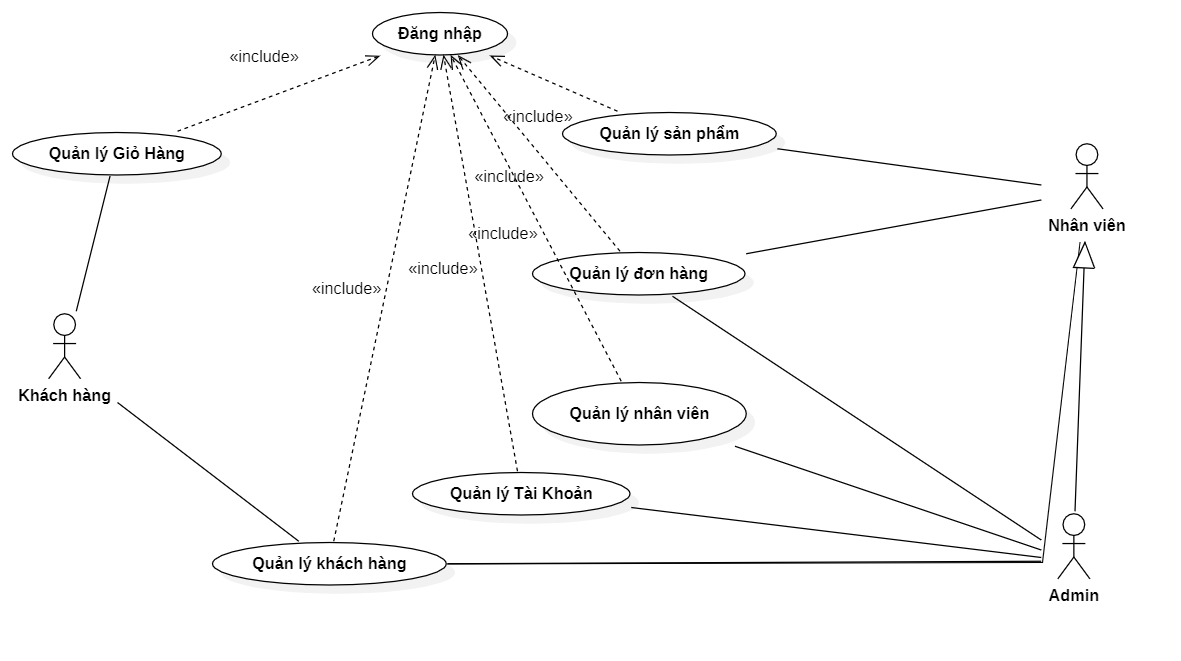 Đăng nhập
«include»
«include»
Quản lý sản phẩm
Quản lý Giỏ Hàng
«include»
Nhân viên
«include»
«include»
Quản lý đơn hàng
«include»
Khách hàng
Quản lý nhân viên
Quản lý Tài Khoản
Quản lý khách hàng
Admin